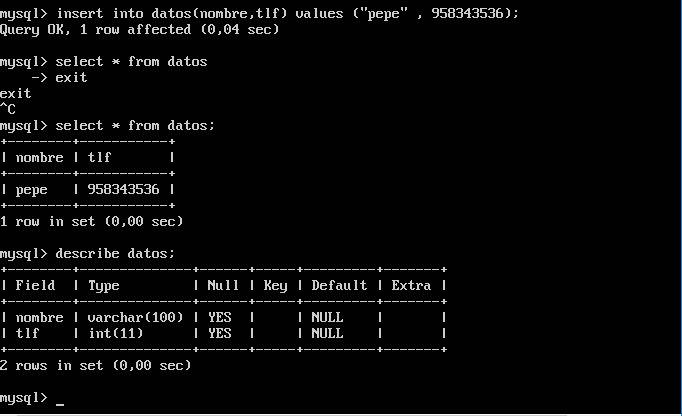 mysql> insert into datos(nombre,tlf) values ("pepe" , 958343536);
Query OK, 1 row affected (0,04 sec)

mysql> select * from datos
    -> exit
exit
^C
mysql> select * from datos;
+--------+-----------+
| nombre | tlf       |
+--------+-----------+
| pepe   | 958343536 |
+--------+-----------+
1 row in set (0,00 sec)

mysql> describe datos;
+--------+--------------+------+-----+---------+-------+
| Field  | Type         | Null | Key | Default | Extra |
+--------+--------------+------+-----+---------+-------+
| nombre | varchar(100) | YES  |     | NULL    |       |
| tlf    | int(11)      | YES  |     | NULL    |       |
+--------+--------------+------+-----+---------+-------+
2 rows in set (0,00 sec)

mysql> _